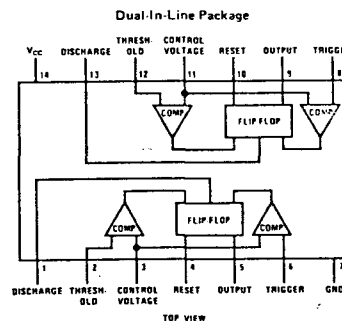 Dual-In-Line Package
VCC
DISCHARGE
THRESH-
OLD
CONTROL
VOLTAGE
RESET
OUTPUT
TRIGGER
14
13
12
11
10
9
8
COMP
FLIP FLOP
COMP
COMP
FLIP FLOP
COMP
1
2
3
4
5
6
7
DISCHARGE
THRESH-
OLD
CONTROL
VOLTAGE
RESET
OUTPUT
TRIGGER
GND
TOP VIEW